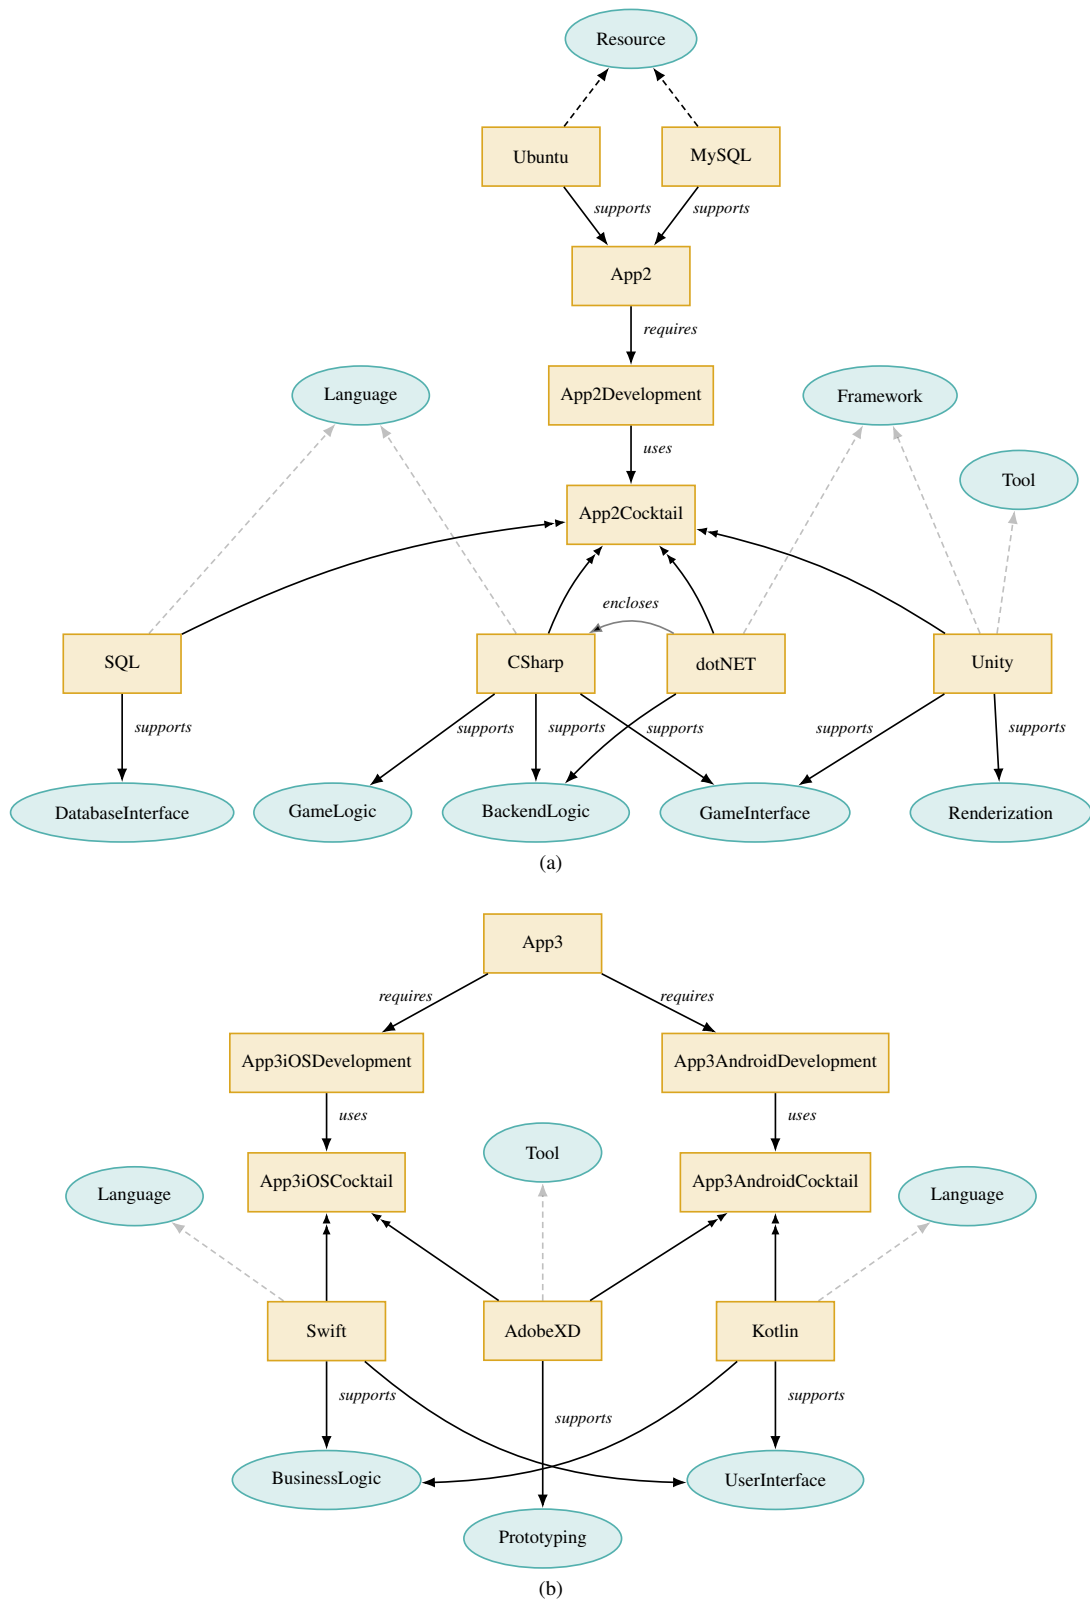 Resource
Ubuntu
MySQL
supports
supports
App2
requires
Language
App2Development
Framework
uses
Tool
App2Cocktail
encloses
SQL
CSharp
dotNET
Unity
supports
supports
supports
supports
supports
supports
DatabaseInterface
GameLogic
BackendLogic
GameInterface
Renderization
(a)
App3
requires
requires
App3iOSDevelopment
App3AndroidDevelopment
uses
uses
Tool
Language
App3iOSCocktail
App3AndroidCocktail
Language
Swift
AdobeXD
Kotlin
supports
supports
supports
BusinessLogic
UserInterface
Prototyping
(b)